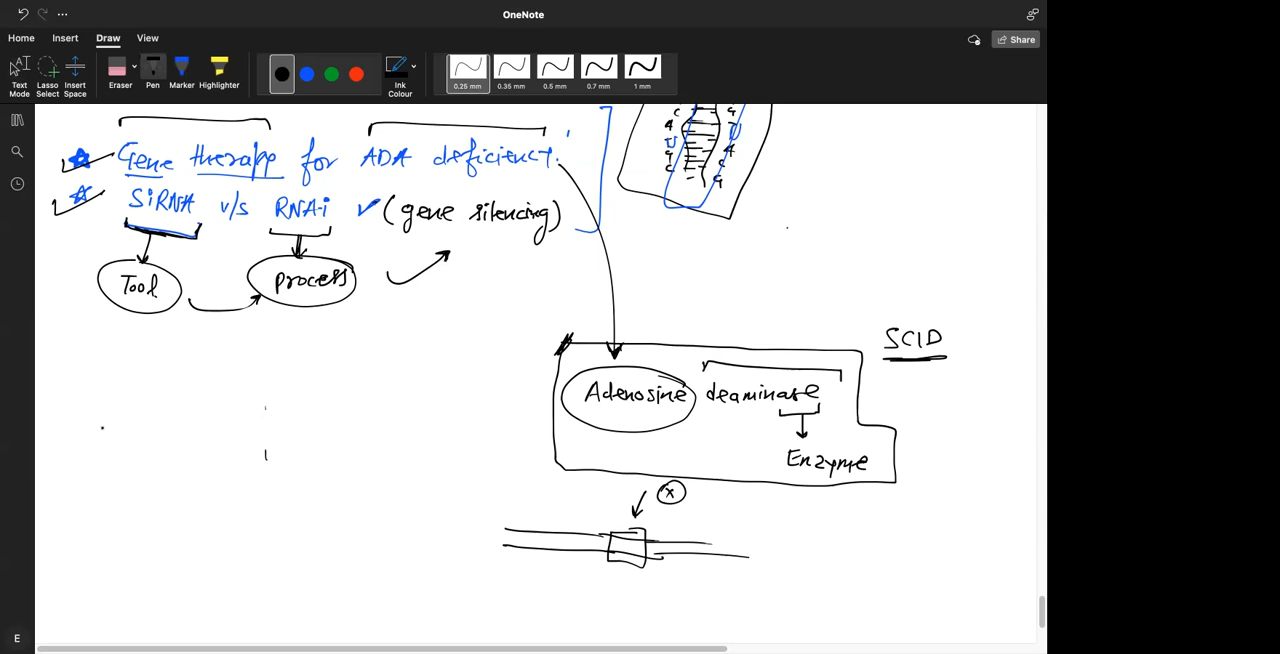 OneNote
Home Insert Draw View
Share
Text Mode
Lasso Select
Insert Space
Eraser
Pen
Marker
Highlighter
Ink Colour
0.25 mm
0.35 mm
0.5 mm
0.7 mm
1 mm
Gene therapy for ADA deficiency.
SiRNA v/s RNA-i ✓ (gene silencing)
Tool
process
SCID
Adenosine deaminase
Enzyme
x
E